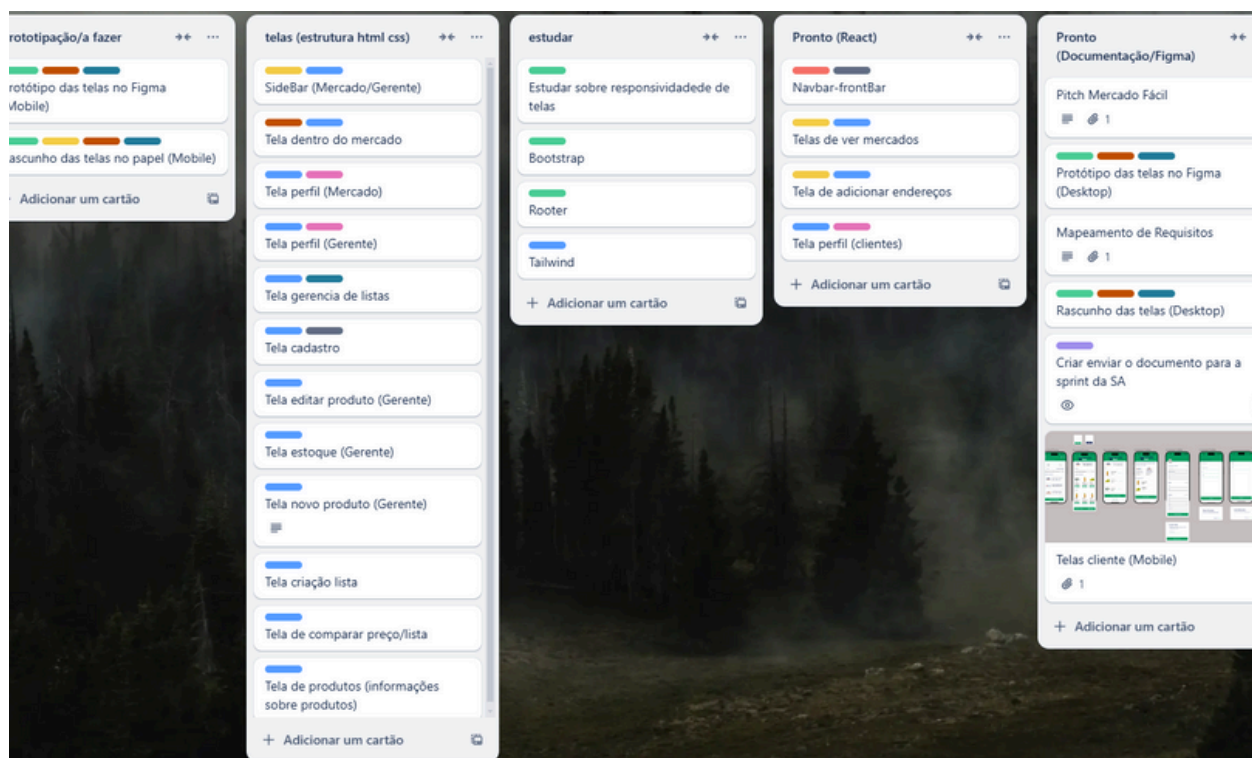 rototipação/a fazer
rotótipo das telas no Figma
Mobile)
ascunho das telas no papel (Mobile)
Adicionar um cartão
telas (estrutura html css)
SideBar (Mercado/Gerente)
Tela dentro do mercado
Tela perfil (Mercado)
Tela perfil (Gerente)
Tela gerencia de listas
Tela cadastro
Tela editar produto (Gerente)
Tela estoque (Gerente)
Tela novo produto (Gerente)
Tela criação lista
Tela de comparar preço/lista
Tela de produtos (informações
sobre produtos)
+ Adicionar um cartão
estudar
Estudar sobre responsividadede de
telas
Bootstrap
Rooter
Tailwind
+ Adicionar um cartão
Pronto (React)
Navbar-frontBar
Telas de ver mercados
Tela de adicionar endereços
Tela perfil (clientes)
+ Adicionar um cartão
Pronto
(Documentação/Figma)
Pitch Mercado Fácil
1
Protótipo das telas no Figma
(Desktop)
Mapeamento de Requisitos
1
Rascunho das telas (Desktop)
Criar enviar o documento para a
sprint da SA
Telas cliente (Mobile)
1
+ Adicionar um cartão